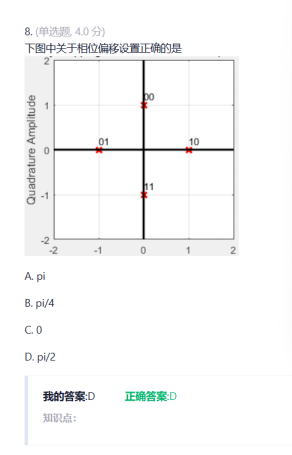 8. (单选题, 4.0 分)
下图中关于相位偏移设置正确的是
2
00
1
Quadrature Amplitude
01
10
0
11
-1
-2
-2 -1 0 1 2
A. pi
B. pi/4
C. 0
D. pi/2
我的答案:D 正确答案:D
知识点: